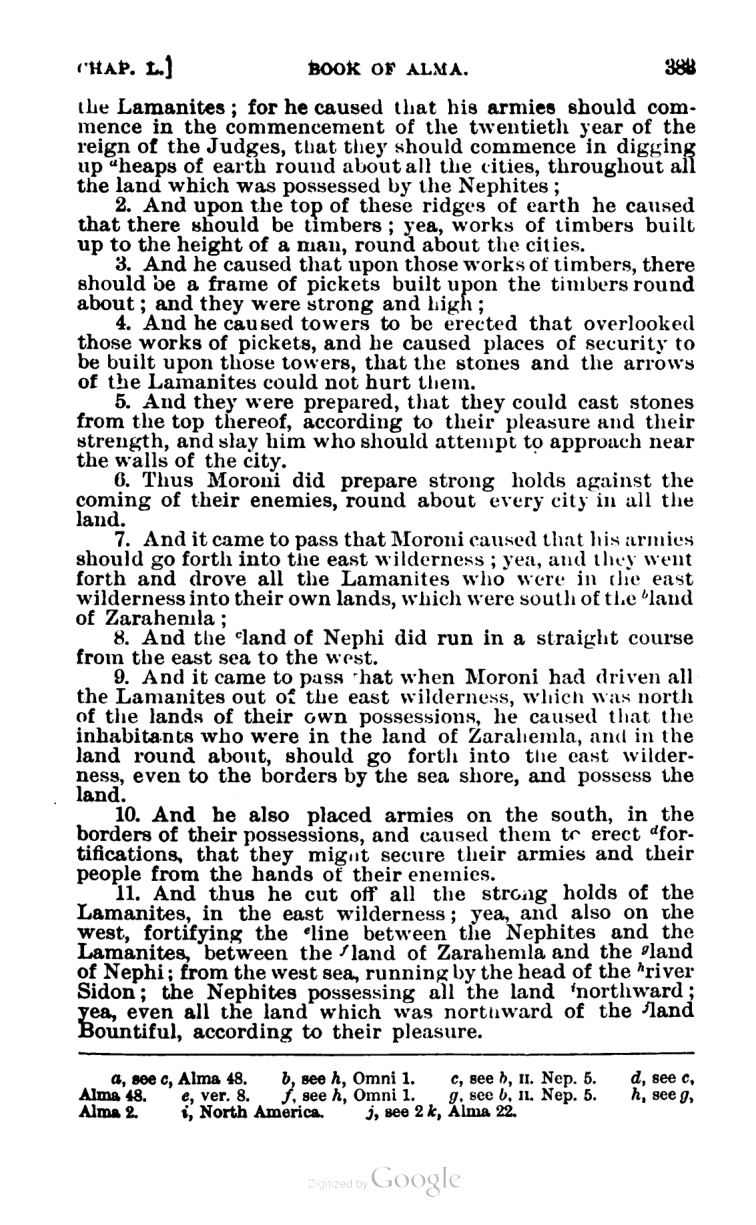 CHAP. L.] BOOK OF ALMA. 383
the Lamanites; for he caused that his armies should com-
mence in the commencement of the twentieth year of the
reign of the Judges, that they should commence in digging
up ᵃheaps of earth round about all the cities, throughout all
the land which was possessed by the Nephites;
2. And upon the top of these ridges of earth he caused
that there should be timbers; yea, works of timbers built
up to the height of a man, round about the cities.
3. And he caused that upon those works of timbers, there
should be a frame of pickets built upon the timbers round
about; and they were strong and high;
4. And he caused towers to be erected that overlooked
those works of pickets, and he caused places of security to
be built upon those towers, that the stones and the arrows
of the Lamanites could not hurt them.
5. And they were prepared, that they could cast stones
from the top thereof, according to their pleasure and their
strength, and slay him who should attempt to approach near
the walls of the city.
6. Thus Moroni did prepare strong holds against the
coming of their enemies, round about every city in all the
land.
7. And it came to pass that Moroni caused that his armies
should go forth into the east wilderness; yea, and they went
forth and drove all the Lamanites who were in the east
wilderness into their own lands, which were south of the ᵇland
of Zarahemla;
8. And the ᶜland of Nephi did run in a straight course
from the east sea to the west.
9. And it came to pass that when Moroni had driven all
the Lamanites out of the east wilderness, which was north
of the lands of their own possessions, he caused that the
inhabitants who were in the land of Zarahemla, and in the
land round about, should go forth into the east wilder-
ness, even to the borders by the sea shore, and possess the
land.
10. And he also placed armies on the south, in the
borders of their possessions, and caused them to erect ᵈfor-
tifications, that they might secure their armies and their
people from the hands of their enemies.
11. And thus he cut off all the strong holds of the
Lamanites, in the east wilderness; yea, and also on the
west, fortifying the ᵉline between the Nephites and the
Lamanites, between the ᶠland of Zarahemla and the ᵍland
of Nephi; from the west sea, running by the head of the ʰriver
Sidon; the Nephites possessing all the land ⁱnorthward;
yea, even all the land which was northward of the ʲland
Bountiful, according to their pleasure.
a, see c, Alma 48. b, see h, Omni 1. c, see b, II. Nep. 5. d, see c,
Alma 48. e, ver. 8. f, see h, Omni 1. g, see b, II. Nep. 5. h, see g,
Alma 2. i, North America. j, see 2 k, Alma 22.
Digitized by Google